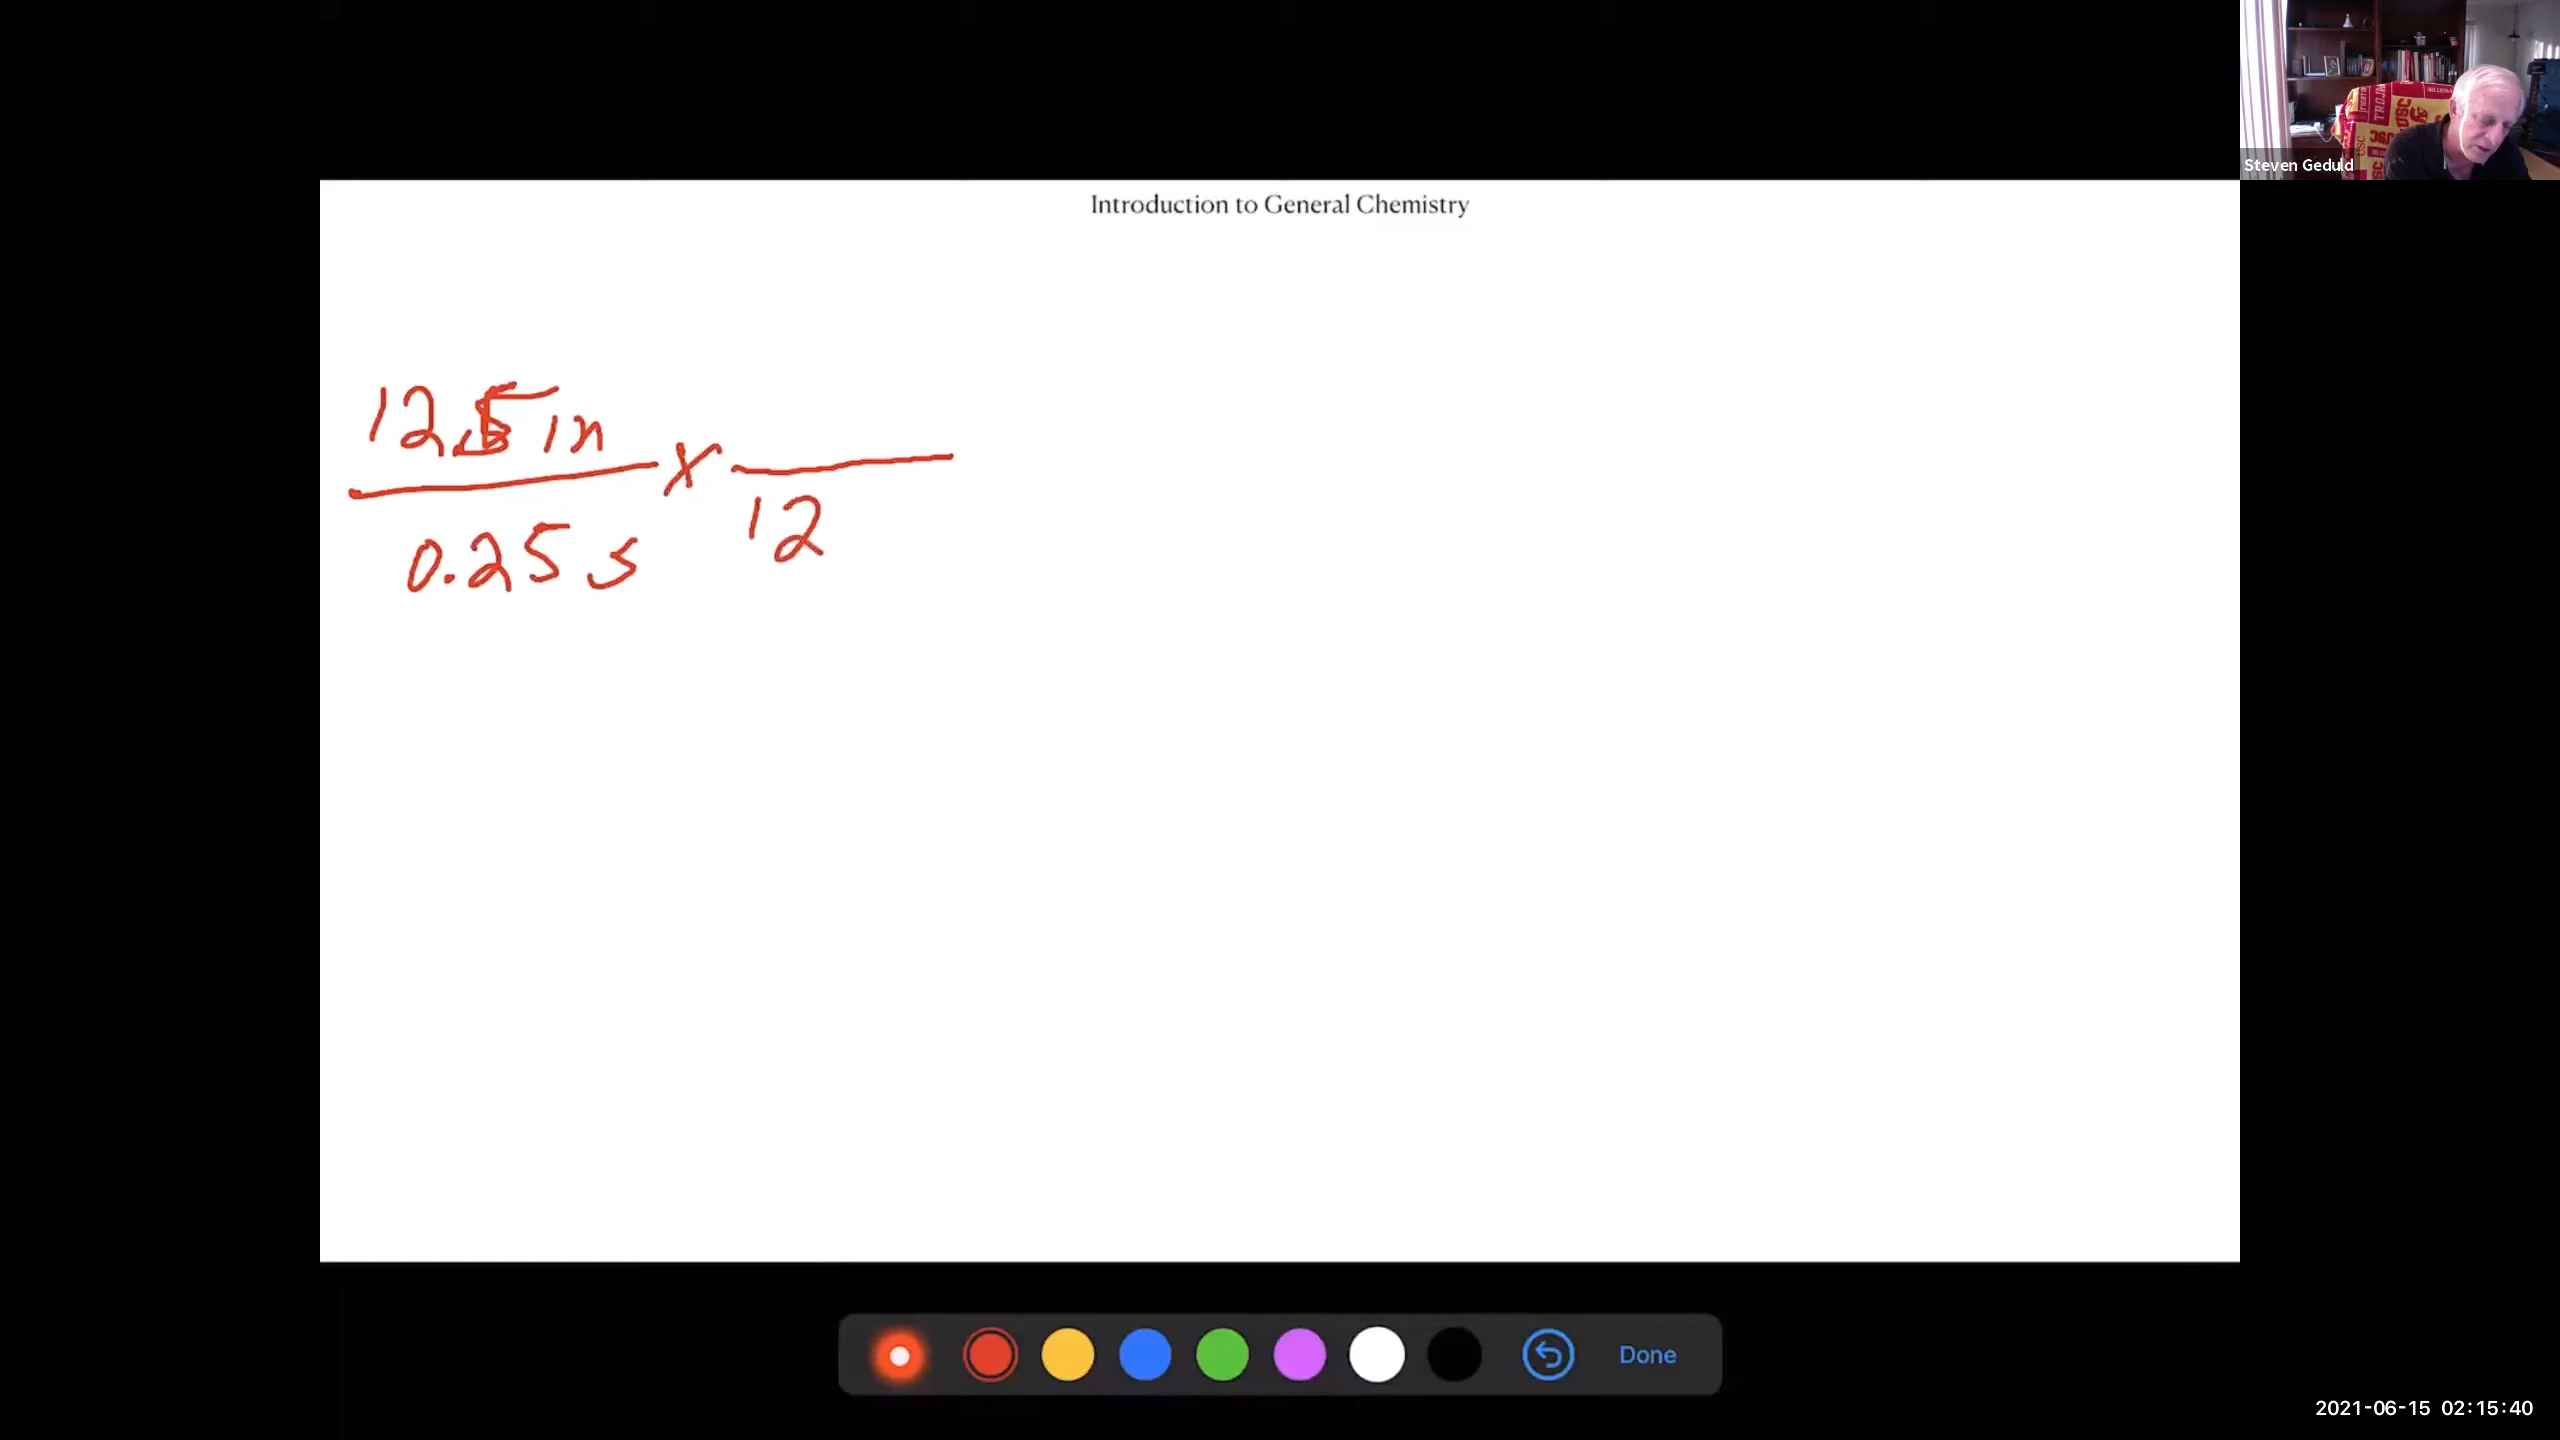 Steven Geduld
Introduction to General Chemistry
12.5 in
x
0.25 s
12
Done
2021-06-15 02:15:40